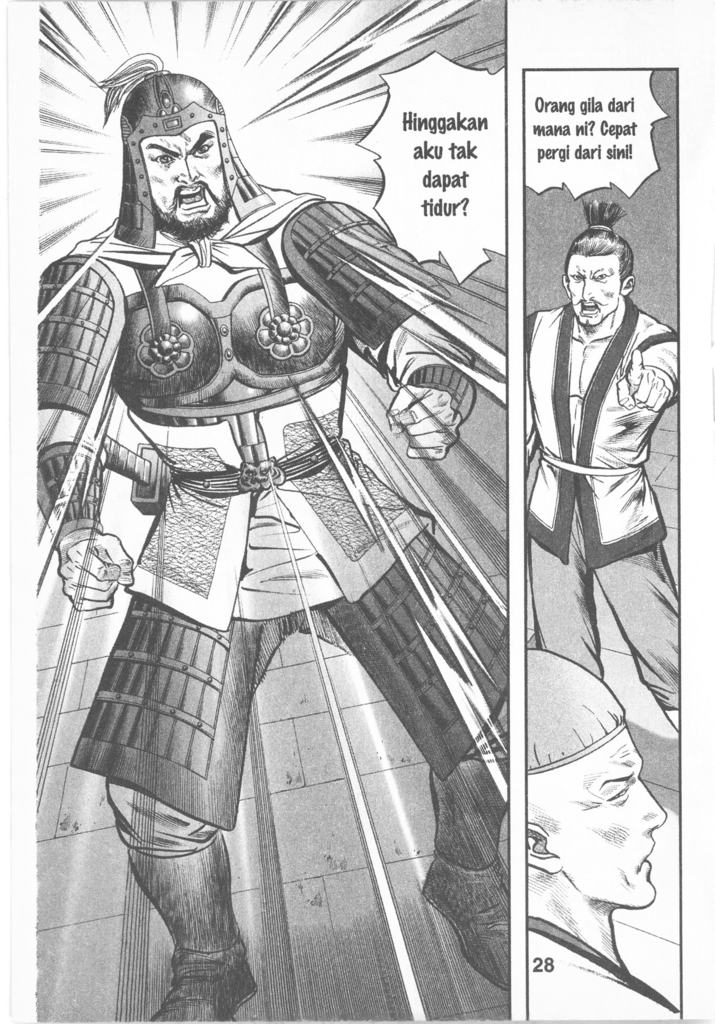 Orang gila dari
mana ni? Cepat
pergi dari sini!
Hinggakan
aku tak
dapat
tidur?
28